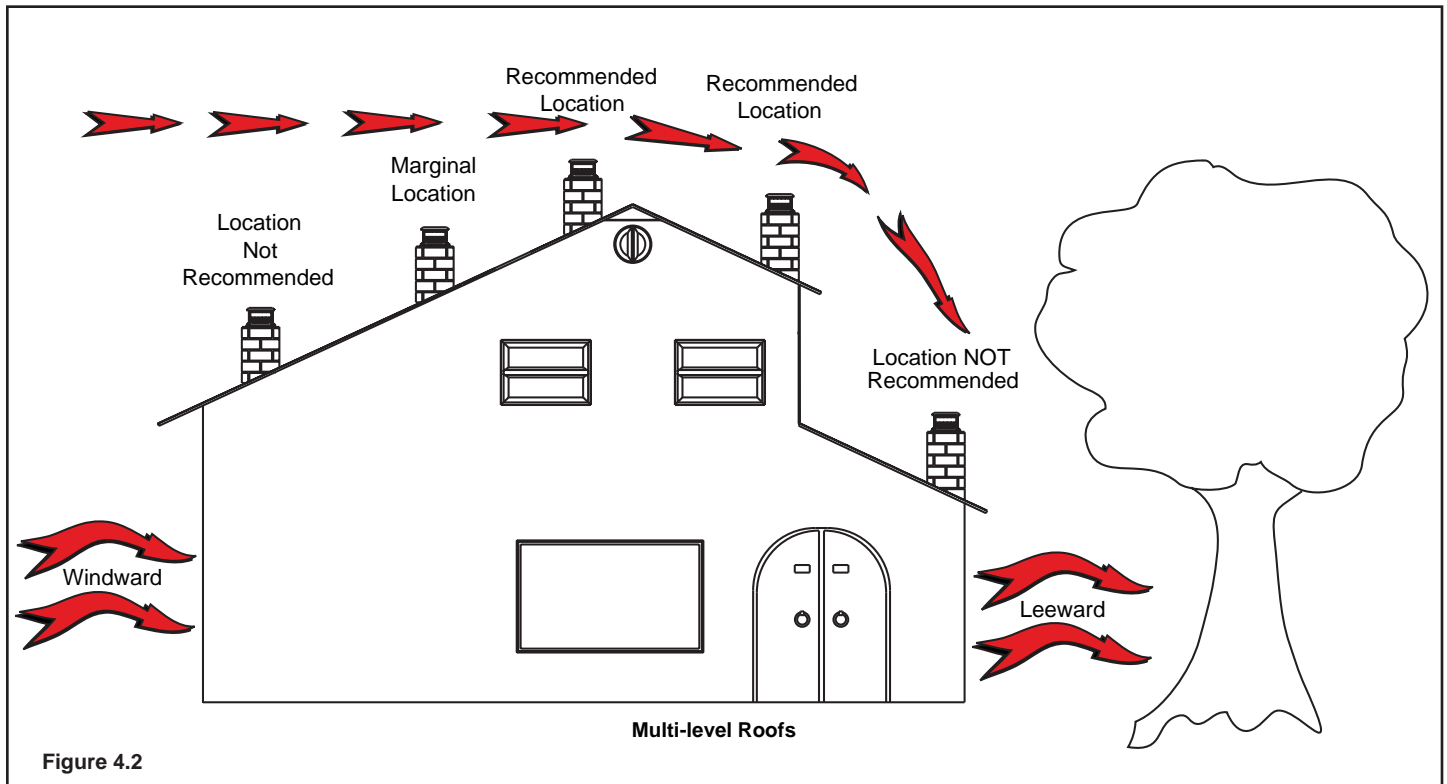 Recommended
Location
Recommended
Location
Marginal
Location
Location
Not
Recommended
Location NOT
Recommended
Windward
Leeward
Multi-level Roofs
Figure 4.2